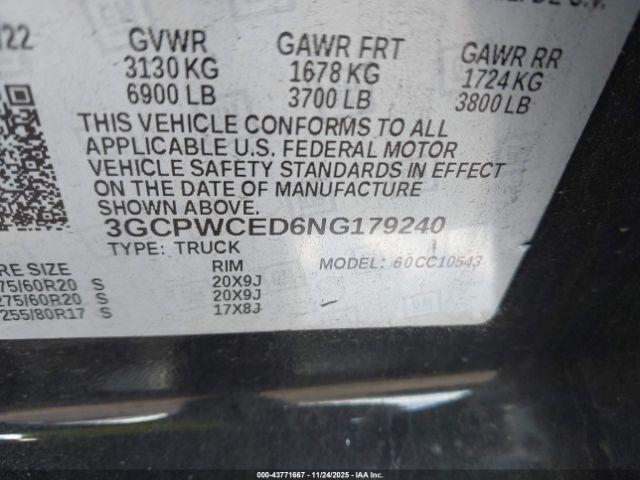 DE C.V.
/22
GVWR GAWR FRT GAWR RR
3130 KG 1678 KG 1724 KG
6900 LB 3700 LB 3800 LB
THIS VEHICLE CONFORMS TO ALL
APPLICABLE U.S. FEDERAL MOTOR
VEHICLE SAFETY STANDARDS IN EFFECT
ON THE DATE OF MANUFACTURE
SHOWN ABOVE.
3GCPWCED6NG179240
TYPE: TRUCK MODEL: 60CC10543
RE SIZE RIM
75/60R20 S 20X9J
275/60R20 S 20X9J
255/80R17 S 17X8J
00-43771667 - 11/24/2025 - IAA Inc.